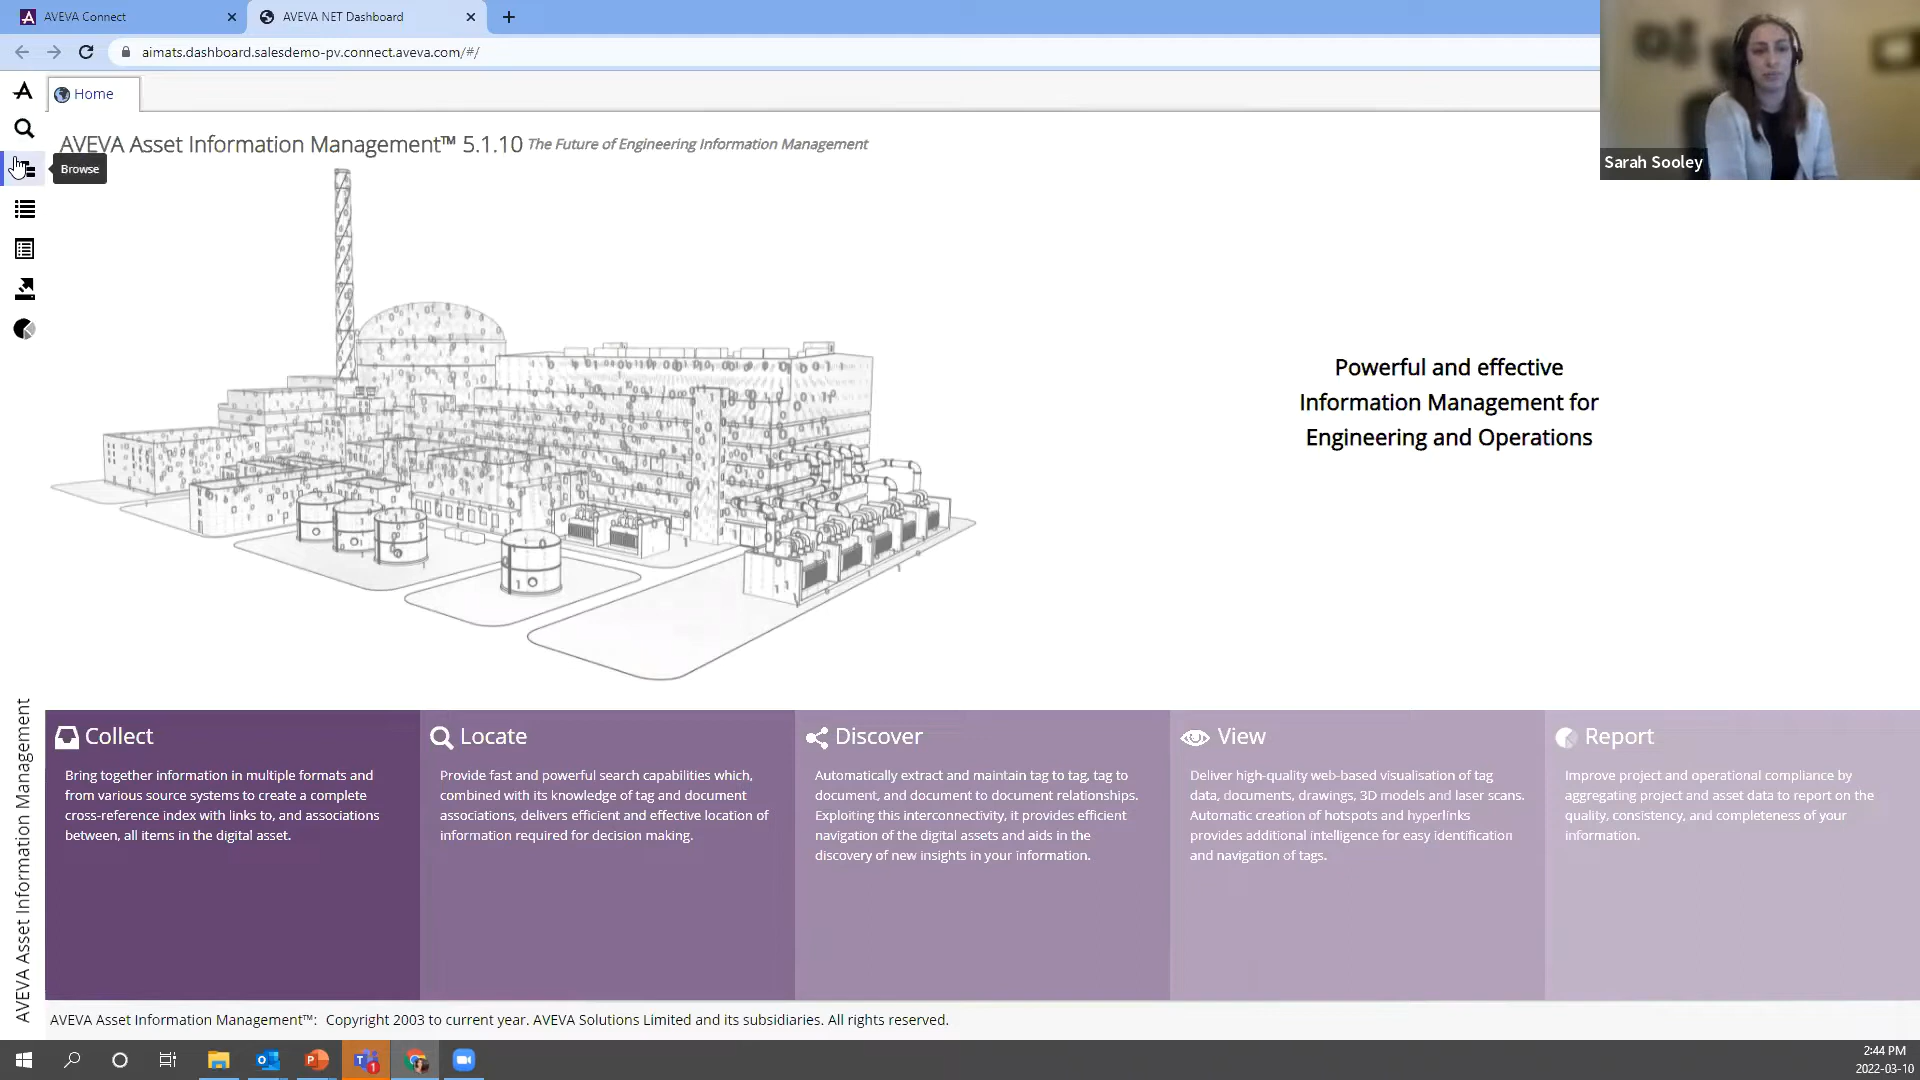 AVEVA Connect
AVEVA NET Dashboard
aimats.dashboard.salesdemo-pv.connect.aveva.com/#/
Home
Sarah Sooley
AVEVA Asset Information Management™ 5.1.10 The Future of Engineering Information Management
Browse
Powerful and effective
Information Management for
Engineering and Operations
AVEVA Asset Information Management
Collect
Bring together information in multiple formats and
from various source systems to create a complete
cross-reference index with links to, and associations
between, all items in the digital asset.
Locate
Provide fast and powerful search capabilities which,
combined with its knowledge of tag and document
associations, delivers efficient and effective location of
information required for decision making.
Discover
Automatically extract and maintain tag to tag, tag to
document, and document to document relationships.
Exploiting this interconnectivity, it provides efficient
navigation of the digital assets and aids in the
discovery of new insights in your information.
View
Deliver high-quality web-based visualisation of tag
data, documents, drawings, 3D models and laser scans.
Automatic creation of hotspots and hyperlinks
provides additional intelligence for easy identification
and navigation of tags.
Report
Improve project and operational compliance by
aggregating project and asset data to report on the
quality, consistency, and completeness of your
information.
AVEVA Asset Information Management™: Copyright 2003 to current year. AVEVA Solutions Limited and its subsidiaries. All rights reserved.
2:44 PM
2022-03-10